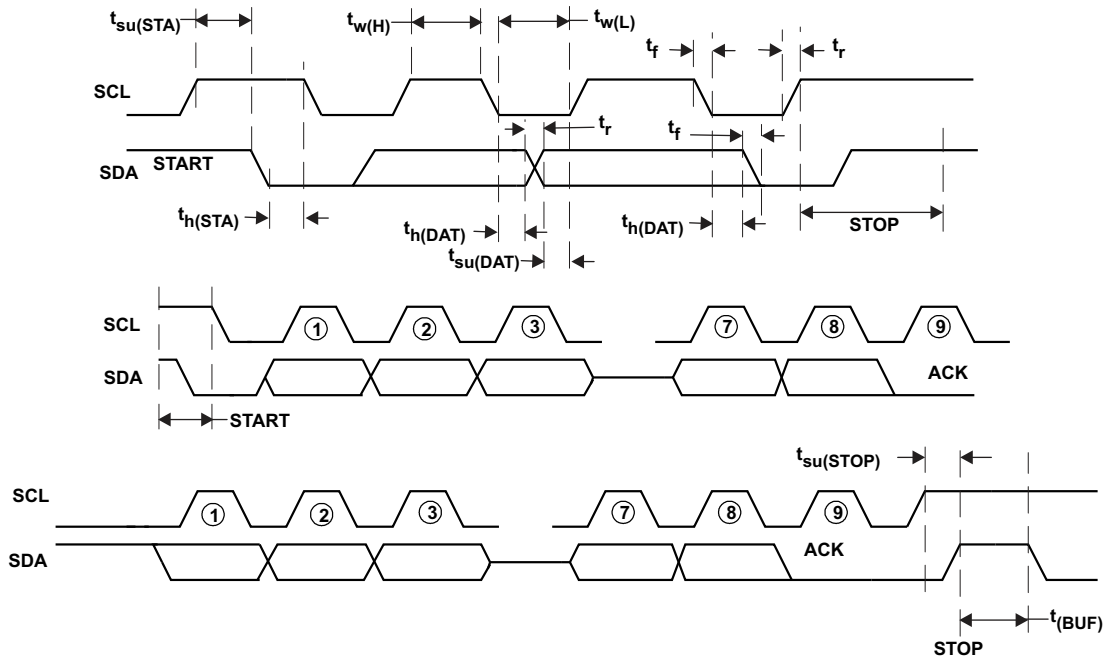 tsu(STA)
tw(H)
tw(L)
tf
tr
SCL
tr
tf
START
SDA
th(STA)
th(DAT)
th(DAT)
STOP
tsu(DAT)
SCL
1 2 3 7 8 9
SDA
ACK
START
tsu(STOP)
SCL
1 2 3 7 8 9
ACK
SDA
t(BUF)
STOP